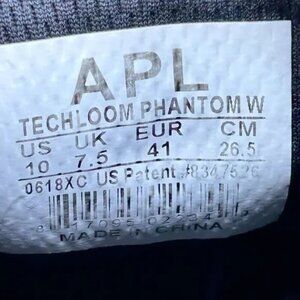 APL
TECHLOOM PHANTOM W
US UK EUR CM
10 7.5 41 26.5
0618XC US Patent #8347526
MADE IN CHINA